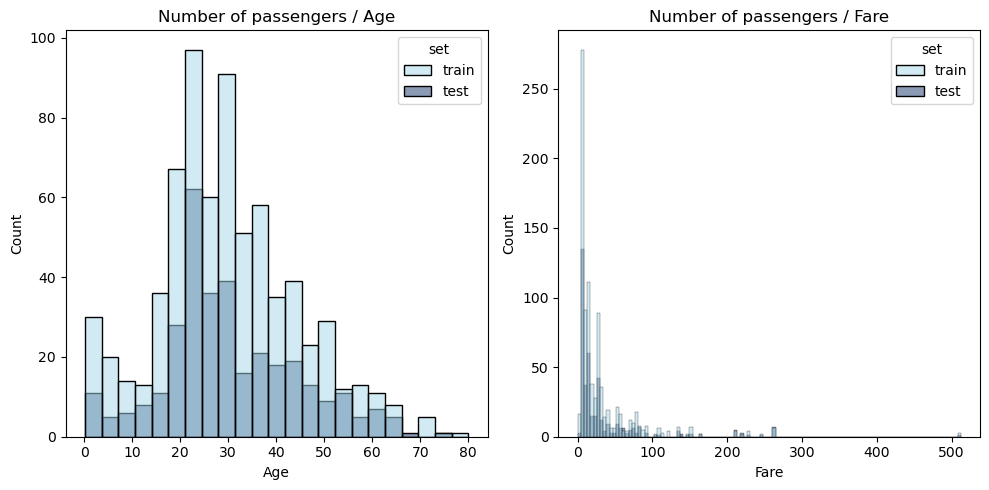 Number of passengers / Age
set
train
test
Count
100
80
60
40
20
0
0 10 20 30 40 50 60 70 80
Age
Number of passengers / Fare
set
train
test
Count
250
200
150
100
50
0
0 100 200 300 400 500
Fare